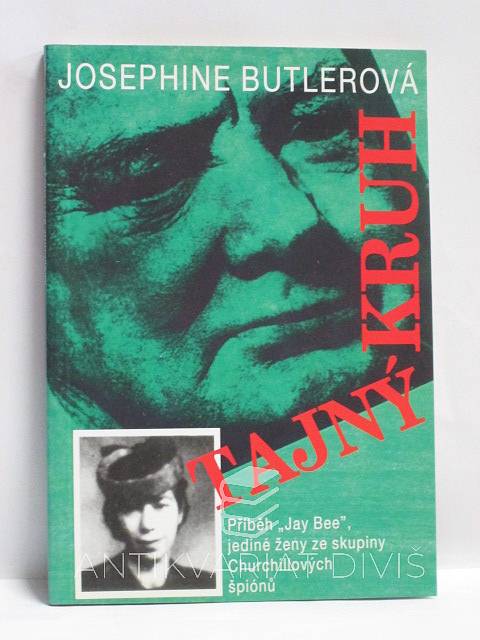 JOSEPHINE BUTLEROVÁ
TAJNÝ
KRUH
Příběh „Jay Bee",
jediné ženy ze skupiny
Churchillových
špiónů
ANTIKVARIÁT DIVIŠ